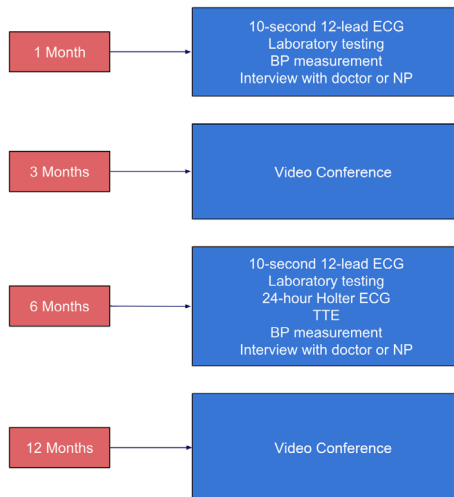 1 Month
10-second 12-lead ECG
Laboratory testing
BP measurement
Interview with doctor or NP
3 Months
Video Conference
6 Months
10-second 12-lead ECG
Laboratory testing
24-hour Holter ECG
TTE
BP measurement
Interview with doctor or NP
12 Months
Video Conference